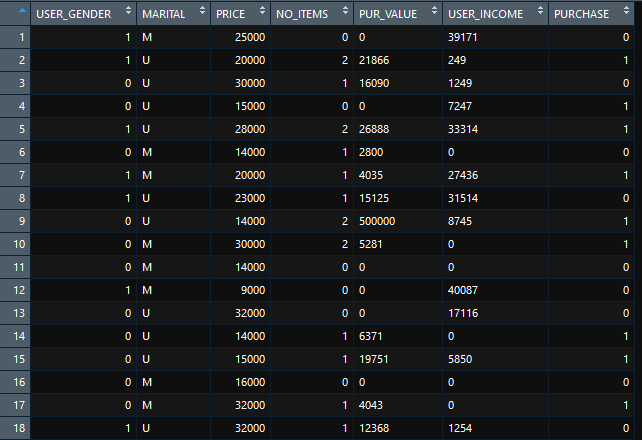 USER_GENDER MARITAL PRICE NO_ITEMS PUR_VALUE USER_INCOME PURCHASE
1 1 M 25000 0 0 39171 0
2 1 U 20000 2 21866 249 1
3 0 U 30000 1 16090 1249 0
4 0 U 15000 0 0 7247 1
5 1 U 28000 2 26888 33314 1
6 0 M 14000 1 2800 0 0
7 1 M 20000 1 4035 27436 1
8 1 U 23000 1 15125 31514 0
9 0 U 14000 2 500000 8745 1
10 0 M 30000 2 5281 0 1
11 0 M 14000 0 0 0 0
12 1 M 9000 0 0 40087 0
13 0 U 32000 0 0 17116 0
14 0 U 14000 1 6371 0 1
15 0 U 15000 1 19751 5850 1
16 0 M 16000 0 0 0 0
17 0 M 32000 1 4043 0 1
18 1 U 32000 1 12368 1254 0